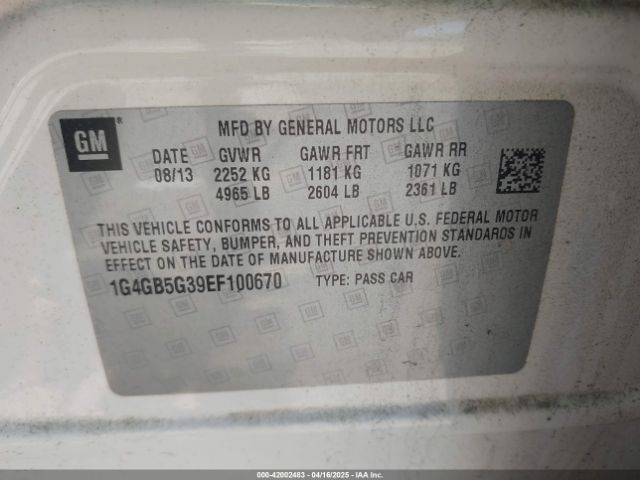 GM
MFD BY GENERAL MOTORS LLC
DATE GVWR GAWR FRT GAWR RR
08/13 2252 KG 1181 KG 1071 KG
4965 LB 2604 LB 2361 LB
THIS VEHICLE CONFORMS TO ALL APPLICABLE U.S. FEDERAL MOTOR
VEHICLE SAFETY, BUMPER, AND THEFT PREVENTION STANDARDS IN
EFFECT ON THE DATE OF MANUFACTURE SHOWN ABOVE.
1G4GB5G39EF100670 TYPE: PASS CAR
000-42002483 - 04/16/2025 - IAAI.COM